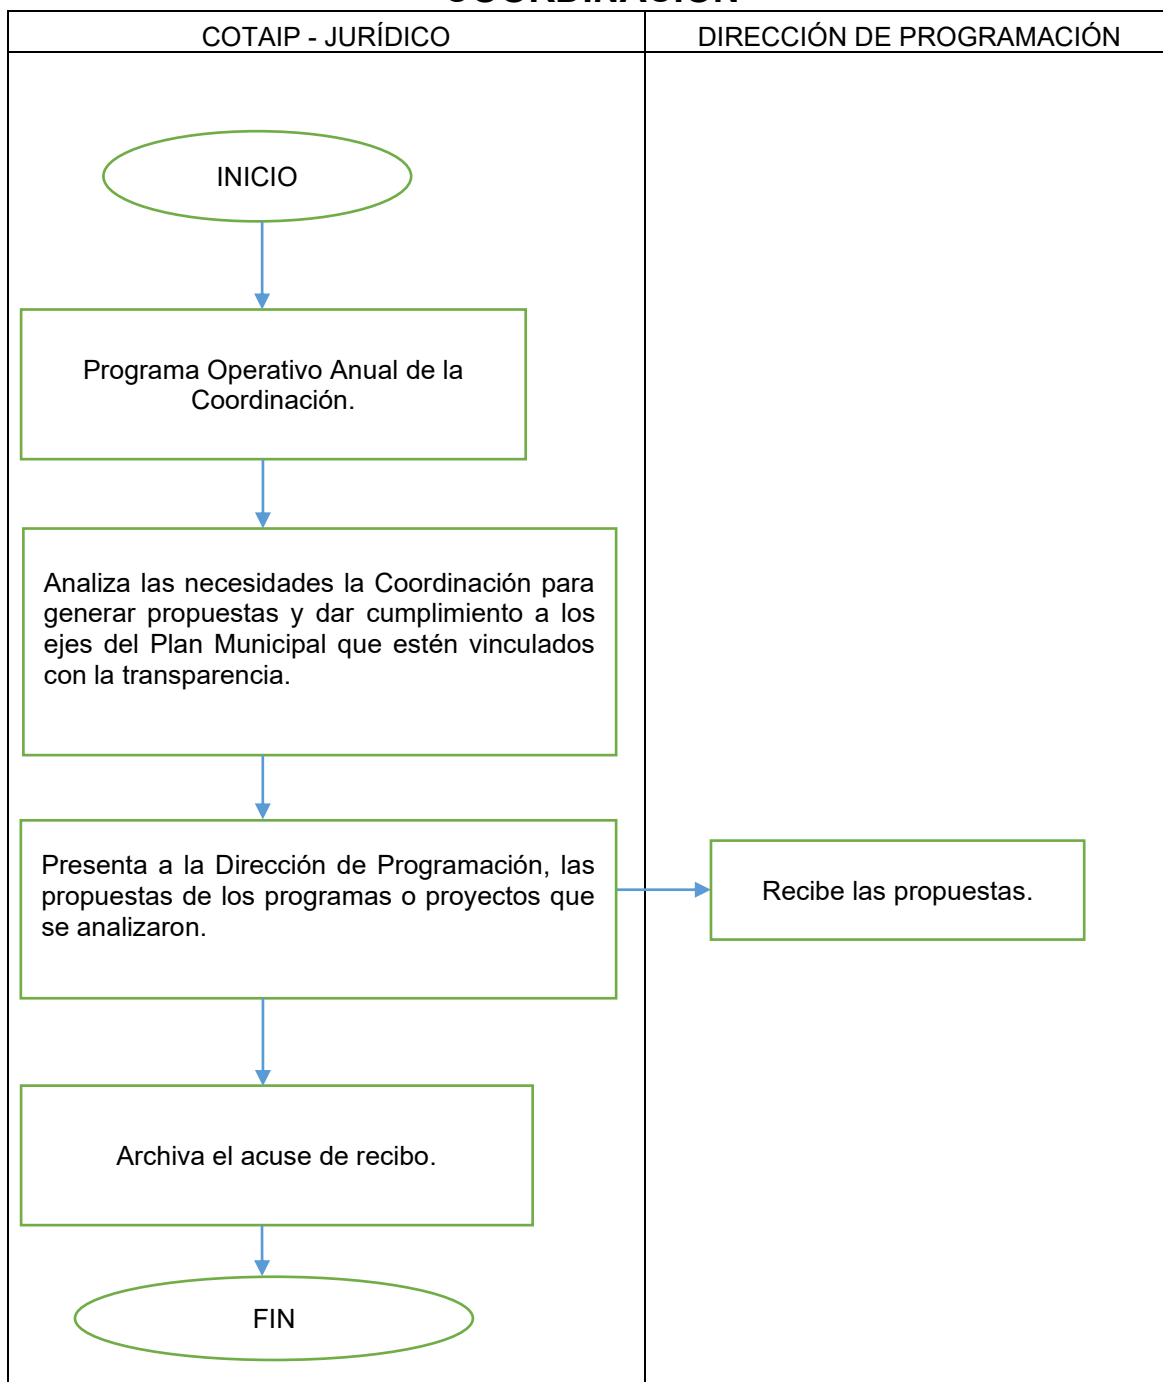 COORDINACIÓN
COTAIP - JURÍDICO
DIRECCIÓN DE PROGRAMACIÓN
INICIO
Programa Operativo Anual de la
Coordinación.
Analiza las necesidades la Coordinación para
generar propuestas y dar cumplimiento a los
ejes del Plan Municipal que estén vinculados
con la transparencia.
Presenta a la Dirección de Programación, las
propuestas de los programas o proyectos que
se analizaron.
Recibe las propuestas.
Archiva el acuse de recibo.
FIN